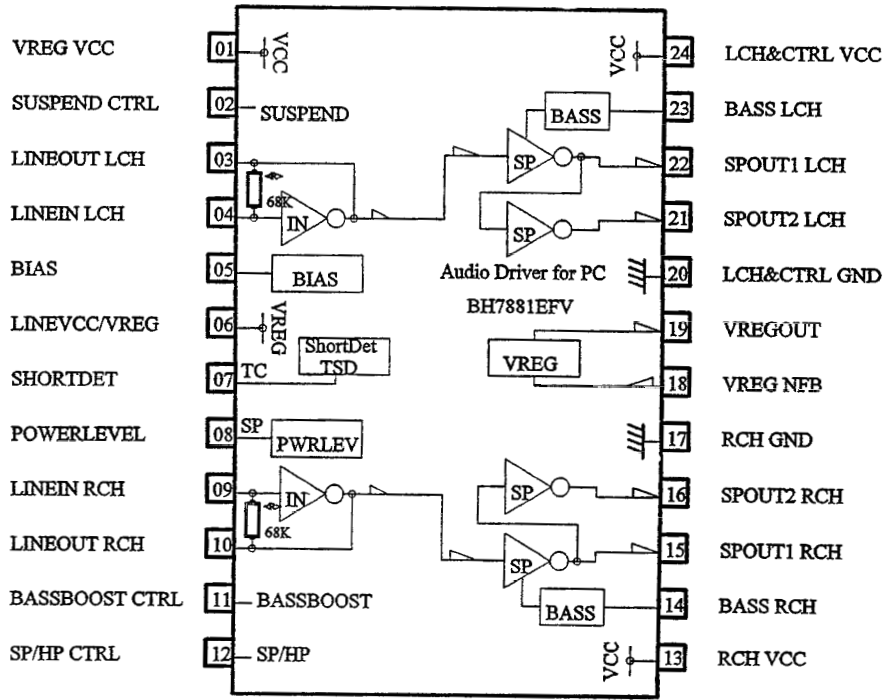 VREG VCC 01 VCC VCC 24 LCH&CTRL VCC
SUSPEND CTRL 02 SUSPEND BASS 23 BASS LCH
LINEOUT LCH 03 SP 22 SPOUT1 LCH
68K
LINEIN LCH 04 IN SP 21 SPOUT2 LCH
BIAS 05 BIAS Audio Driver for PC 20 LCH&CTRL GND
BH7881EFV
LINEVCC/VREG 06 VREG 19 VREGOUT
ShortDet
TSD VREG
SHORTDET 07 TC 18 VREG NFB
POWERLEVEL 08 SP PWRLEV 17 RCH GND
LINEIN RCH 09 IN SP 16 SPOUT2 RCH
68K
LINEOUT RCH 10 SP 15 SPOUT1 RCH
BASSBOOST CTRL 11 BASSBOOST BASS 14 BASS RCH
SP/HP CTRL 12 SP/HP VCC 13 RCH VCC